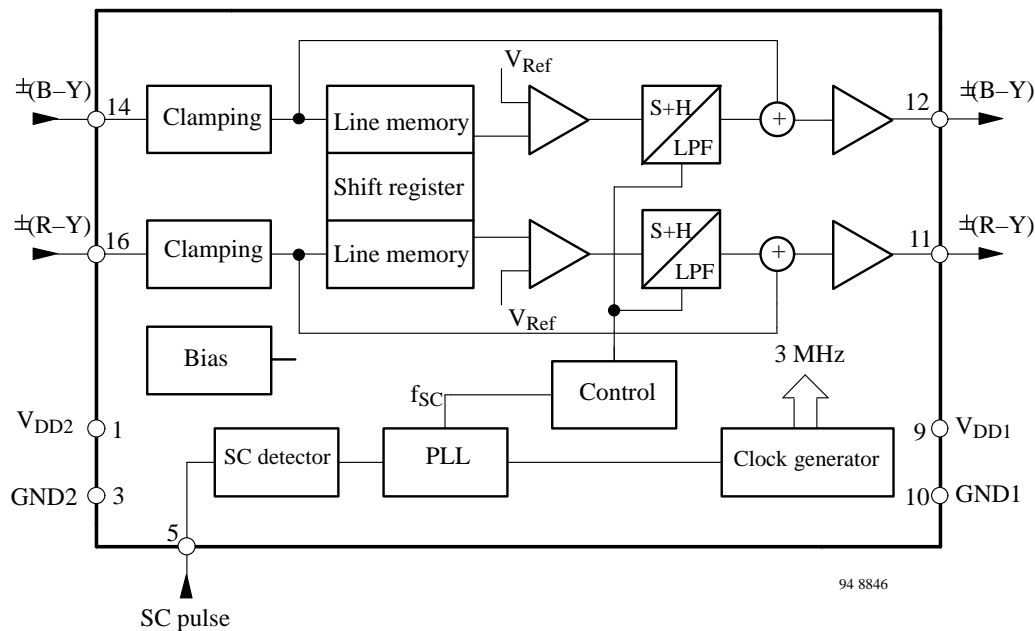 ±(B–Y)
14
Clamping
Line memory
V_Ref
S+H
LPF
+
12
±(B–Y)
Shift register
±(R–Y)
16
Clamping
Line memory
V_Ref
S+H
LPF
+
11
±(R–Y)
Bias
3 MHz
f_SC
Control
V_DD2
1
SC detector
PLL
Clock generator
9
V_DD1
GND2
3
10
GND1
5
SC pulse
94 8846